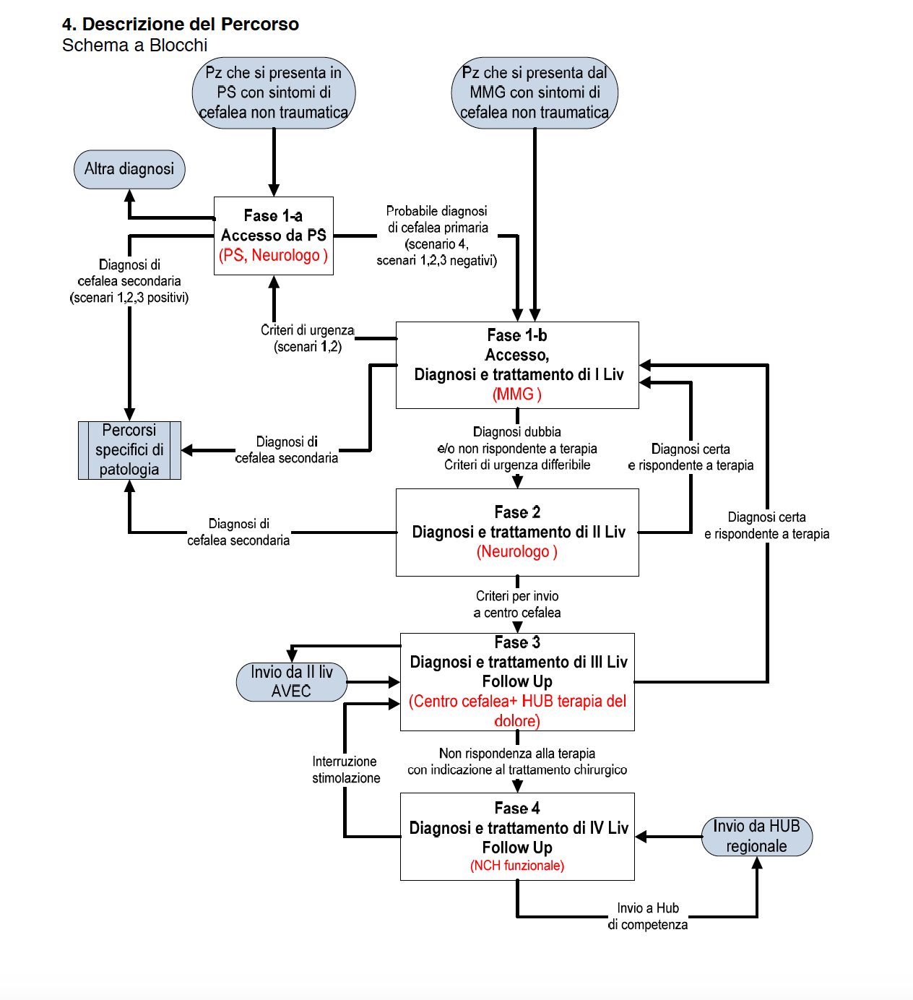 4. Descrizione del Percorso
Schema a Blocchi
Pz che si presenta in
PS con sintomi di
cefalea non traumatica
Pz che si presenta dal
MMG con sintomi di
cefalea non traumatica
Altra diagnosi
Fase 1-a
Accesso da PS
(PS, Neurologo )
Probabile diagnosi
di cefalea primaria
(scenario 4,
scenari 1,2,3 negativi)
Diagnosi di
cefalea secondaria
(scenari 1,2,3 positivi)
Criteri di urgenza
(scenari 1,2)
Fase 1-b
Accesso,
Diagnosi e trattamento di I Liv
(MMG )
Percorsi
specifici di
patologia
Diagnosi di
cefalea secondaria
Diagnosi dubbia
e/o non rispondente a terapia
Criteri di urgenza differibile
Diagnosi certa
e rispondente a terapia
Fase 2
Diagnosi e trattamento di II Liv
(Neurologo )
Diagnosi di
cefalea secondaria
Diagnosi certa
e rispondente a terapia
Criteri per invio
a centro cefalea
Fase 3
Diagnosi e trattamento di III Liv
Follow Up
(Centro cefalea+ HUB terapia del
dolore)
Invio da II liv
AVEC
Interruzione
stimolazione
Non rispondenza alla terapia
con indicazione al trattamento chirurgico
Fase 4
Diagnosi e trattamento di IV Liv
Follow Up
(NCH funzionale)
Invio da HUB
regionale
Invio a Hub
di competenza